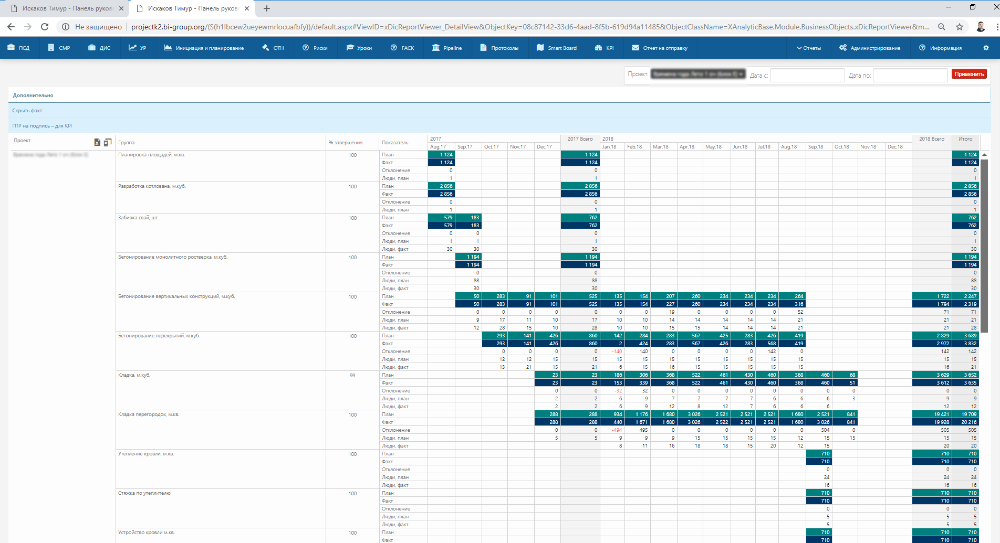 Искаков Тимур - Панель руково
Искаков Тимур - Панель руково
Не защищено | projectk2.bi-group.org/(S(h1lbcew2ueyewmrlocuafbfy))/default.aspx#ViewID=xDicReportViewer_DetailView&ObjectKey=08c87142-33d6-4aad-8f5b-619d94a11485&ObjectClassName=XAnalyticBase.Module.BusinessObjects.xDicReportViewer&m...
ПСД СМР ДИС УР Инициация и планирование ОТН Риски Уроки ГАСК Pipeline Протоколы Smart Board KPI Отчет на отправку Отчеты Администрирование Информация
Проект: Дата с: Дата по: Применить
Дополнительно
Скрыть факт
ГПР на подпись – для KPI
Проект Группа % завершения Показатель 2017 2017 Всего 2018 2018 Всего Итого
Aug.17 Sep.17 Oct.17 Nov.17 Dec.17 Jan.18 Feb.18 Mar.18 Apr.18 May.18 Jun.18 Jul.18 Aug.18 Sep.18 Oct.18 Nov.18 Dec.18
Планировка площадей, м.кв. 100 План 1 124 1 124 1 124
Факт 1 124 1 124 1 124
Отклонение 0 0 0
Люди, план 1 1 1
Разработка котлована, м.куб. 100 План 2 856 2 856 2 856
Факт 2 856 2 856 2 856
Отклонение 0 0 0
Люди, план 1 1 1
Забивка свай, шт. 100 План 579 183 762 762
Факт 579 183 762 762
Отклонение 0 0 0 0
Люди, план 1 1 1 1
Люди, факт 30 30 30 30
Бетонирование монолитного ростверка, м.куб. 100 План 1 194 1 194 1 194
Факт 1 194 1 194 1 194
Отклонение 0 0 0
Люди, план 88 88 88
Люди, факт 30 30 30
Бетонирование вертикальных конструкций, м.куб. 100 План 50 283 91 101 525 135 154 207 260 234 234 234 264 1 722 2 247
Факт 50 283 91 101 525 135 154 227 260 234 234 234 316 1 794 2 319
Отклонение 0 0 0 0 0 0 0 19 0 0 0 0 52 71 71
Люди, план 9 17 11 10 17 10 10 14 14 14 14 14 21 21 21
Люди, факт 12 28 15 10 28 10 10 15 15 14 14 14 21 21 28
Бетонирование перекрытий, м.куб. 100 План 293 141 426 860 142 284 283 567 425 283 426 419 2 829 3 689
Факт 293 141 426 860 2 424 283 567 426 283 568 419 2 972 3 832
Отклонение 0 0 0 0 -140 140 0 0 0 0 142 0 142 142
Люди, план 12 12 15 15 15 15 15 15 15 15 15 15 15 15
Люди, факт 13 21 15 21 6 15 16 15 15 15 15 15 16 21
Кладка, м.куб. 99 План 23 23 186 306 368 522 461 430 460 368 460 68 3 629 3 652
Факт 23 23 153 339 368 522 461 430 460 368 460 51 3 612 3 635
Отклонение 0 0 -32 32 0 0 0 0 0 0 0 0 0 0
Люди, план 2 2 6 9 7 7 7 7 6 6 6 3 9 9
Люди, факт 2 2 6 9 12 8 12 7 6 6 6 12 12
Кладка перегородок, м.кв. 100 План 288 288 934 1 176 1 680 3 026 2 521 2 521 2 521 1 680 2 521 841 19 421 19 709
Факт 288 288 440 1 671 1 680 3 026 2 522 2 521 2 521 1 680 3 026 841 19 928 20 216
Отклонение 0 0 -494 495 0 0 0 0 0 0 504 0 505 505
Люди, план 5 5 9 9 9 15 15 15 15 12 15 15 15 15
Люди, факт 8 11 16 18 18 15 20 12 15 20 20
Утепление кровли, м.кв. 100 План 710 710 710
Факт 710 710 710
Отклонение 0 0 0
Люди, план 24 24 24
Люди, факт 16 16 16
Стяжка по утеплителю 100 План 710 710 710
Факт 710 710 710
Отклонение 0 0 0
Люди, план 5 5 5
Люди, факт 5 5 5
Устройство кровли м.кв. 100 План 710 710 710
Факт 710 710 710